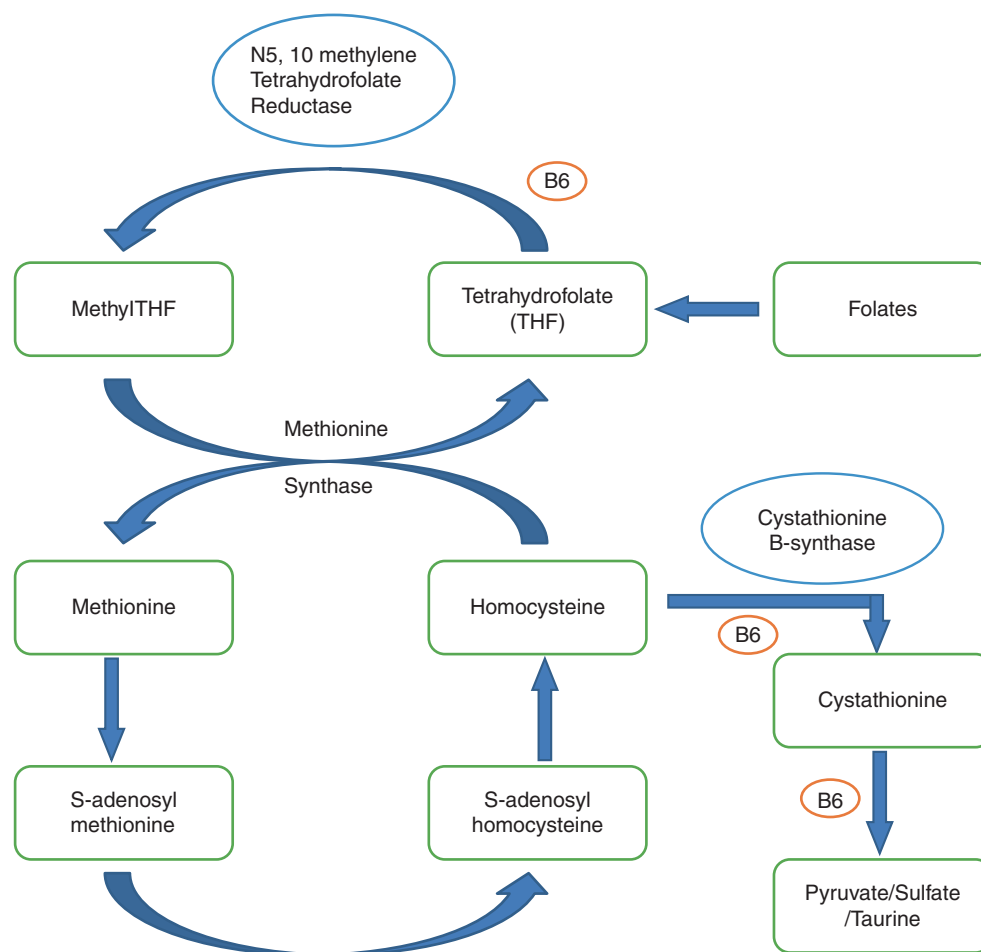 N5, 10 methylene
Tetrahydrofolate
Reductase
B6
MethylTHF
Tetrahydrofolate
(THF)
Folates
Methionine
Synthase
Cystathionine
B-synthase
Methionine
Homocysteine
B6
Cystathionine
S-adenosyl
methionine
S-adenosyl
homocysteine
B6
Pyruvate/Sulfate
/Taurine